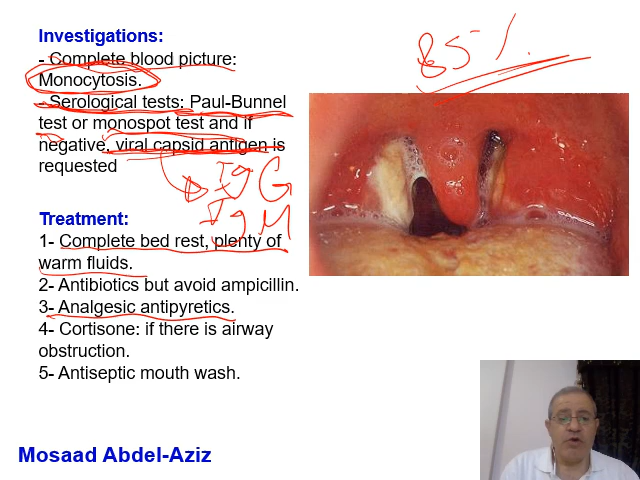 Investigations:
- Complete blood picture:
Monocytosis.
- Serological tests: Paul-Bunnel
test or monospot test and if
negative, viral capsid antigen is
requested
85%
IgG
IgM
Treatment:
1- Complete bed rest, plenty of
warm fluids.
2- Antibiotics but avoid ampicillin.
3- Analgesic antipyretics.
4- Cortisone: if there is airway
obstruction.
5- Antiseptic mouth wash.
Mosaad Abdel-Aziz